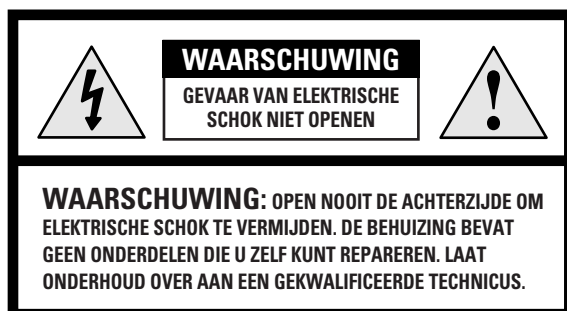 WAARSCHUWING
GEVAAR VAN ELEKTRISCHE
SCHOK NIET OPENEN
!
WAARSCHUWING: OPEN NOOIT DE ACHTERZIJDE OM
ELEKTRISCHE SCHOK TE VERMIJDEN. DE BEHUIZING BEVAT
GEEN ONDERDELEN DIE U ZELF KUNT REPAREREN. LAAT
ONDERHOUD OVER AAN EEN GEKWALIFICEERDE TECHNICUS.